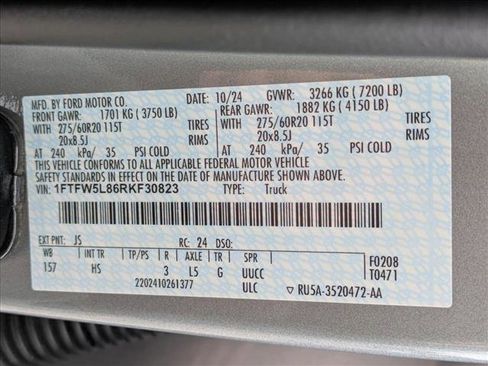 MFD. BY FORD MOTOR CO. 10/24 GVWR: 3266 KG ( 7200 LB)
FRONT GAWR: 1701 KG ( 3750 LB) REAR GAWR: 1882 KG ( 4150 LB)
WITH 275/60R20 115T TIRES WITH 275/60R20 115T TIRES
20x8.5J RIMS 20x8.5J RIMS
AT 240 kPa/ 35 PSI COLD AT 240 kPa/ 35 PSI COLD
THIS VEHICLE CONFORMS TO ALL APPLICABLE FEDERAL MOTOR VEHICLE
SAFETY STANDARDS IN EFFECT ON THE DATE OF MANUFACTURE SHOWN ABOVE.
VIN: 1FTFW5L86RKF30823 TYPE: Truck
EXT PNT: JS RC: 24 DSO:
WB INT TR TP/PS R AXLE TR SPR F0208
157 HS 3 L5 G UUCC T0471
2202410261377 ULC ▽ RU5A-3520472-AA